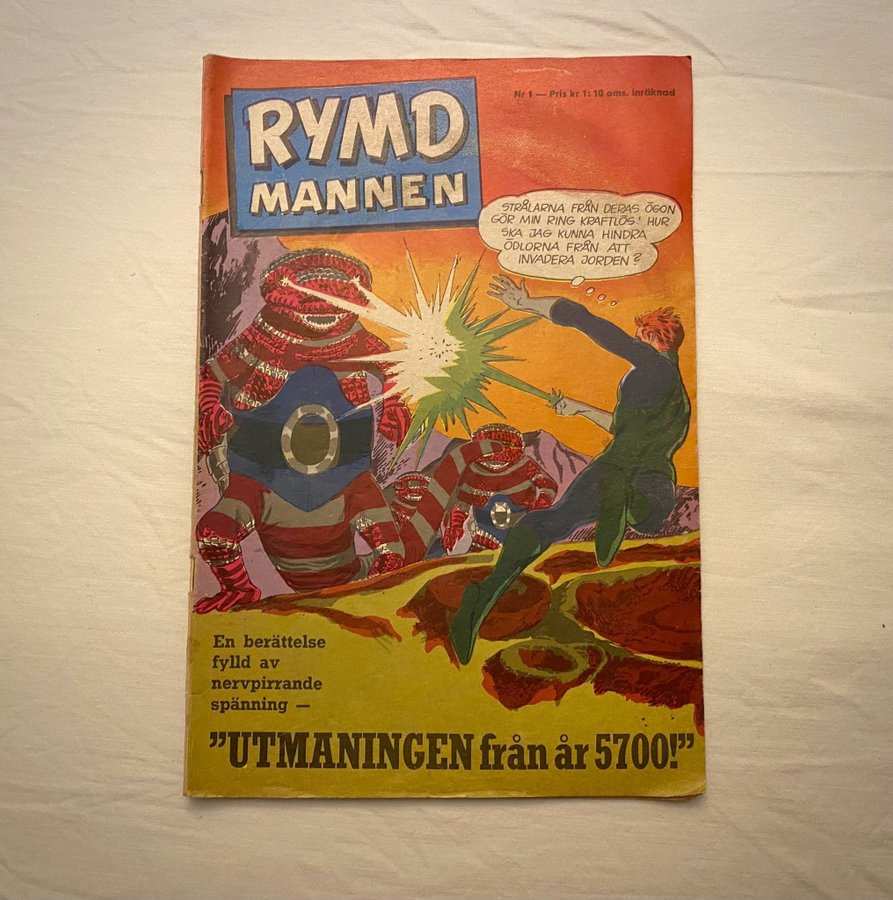 RYMD
MANNEN
Nr 1 — Pris kr 1: 10 oms. inräknad
STRÅLARNA FRÅN DERAS ÖGON
GÖR MIN RING KRAFTLÖS! HUR
SKA JAG KUNNA HINDRA
ÖDLORNA FRÅN ATT
INVADERA JORDEN?
En berättelse
fylld av
nervpirrande
spänning —
”UTMANINGEN från år 5700!”